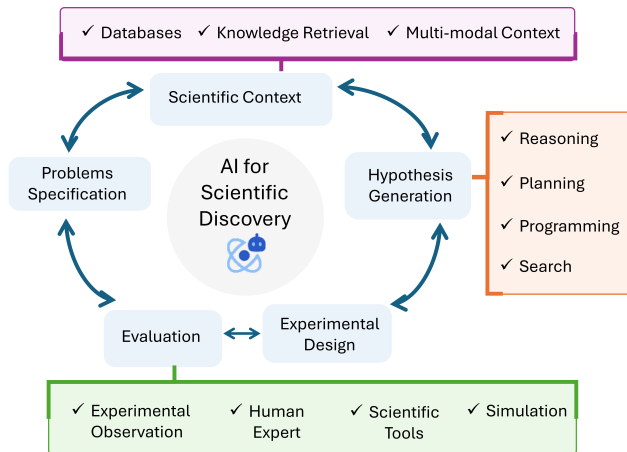 ✓ Databases ✓ Knowledge Retrieval ✓ Multi-modal Context
Scientific Context
Problems
Specification
AI for
Scientific
Discovery
Hypothesis
Generation
✓ Reasoning
✓ Planning
✓ Programming
✓ Search
Evaluation
Experimental
Design
✓ Experimental
Observation
✓ Human
Expert
✓ Scientific
Tools
✓ Simulation